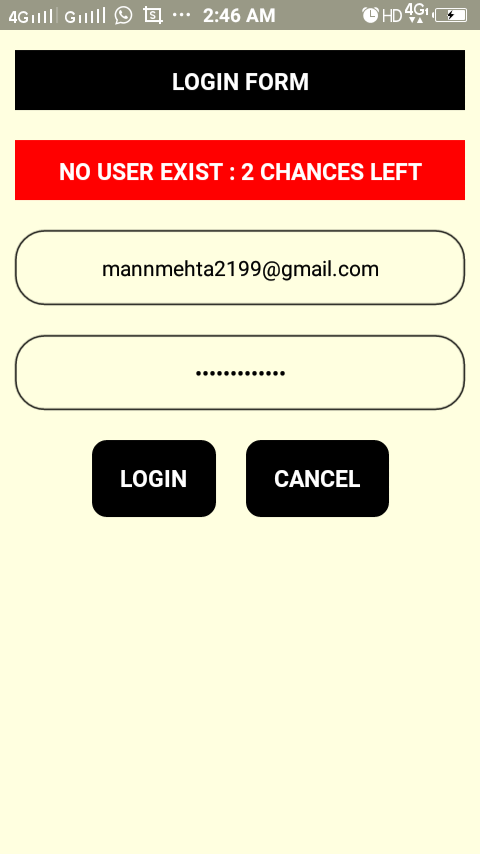 4G G ... 2:46 AM HD 4G
LOGIN FORM
NO USER EXIST : 2 CHANCES LEFT
mannmehta2199@gmail.com
•••••••••••••
LOGIN CANCEL